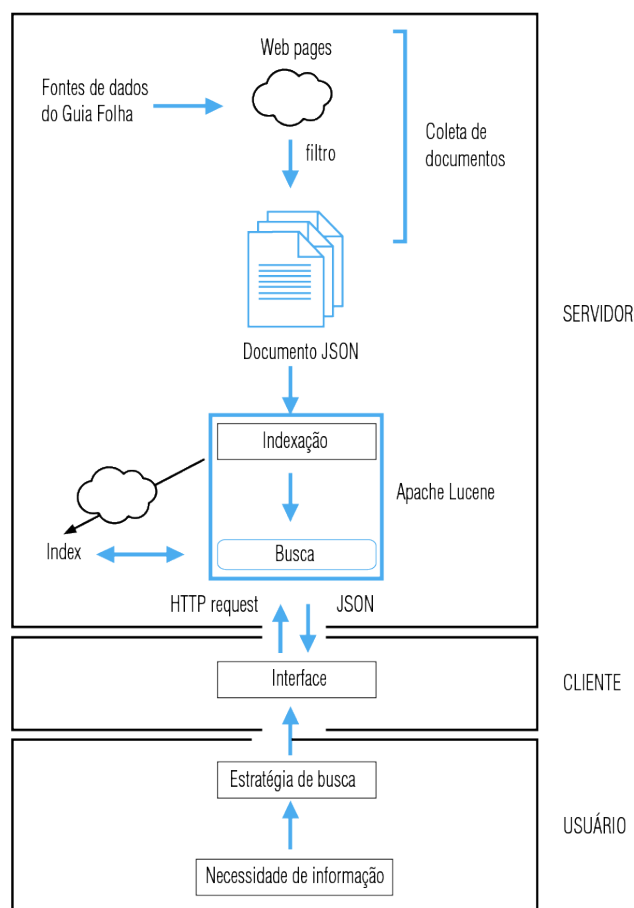 Web pages
Fontes de dados
do Guia Folha
filtro
Coleta de
documentos
Documento JSON
SERVIDOR
Indexação
Apache Lucene
Index
Busca
HTTP request
JSON
Interface
CLIENTE
Estratégia de busca
USUÁRIO
Necessidade de informação